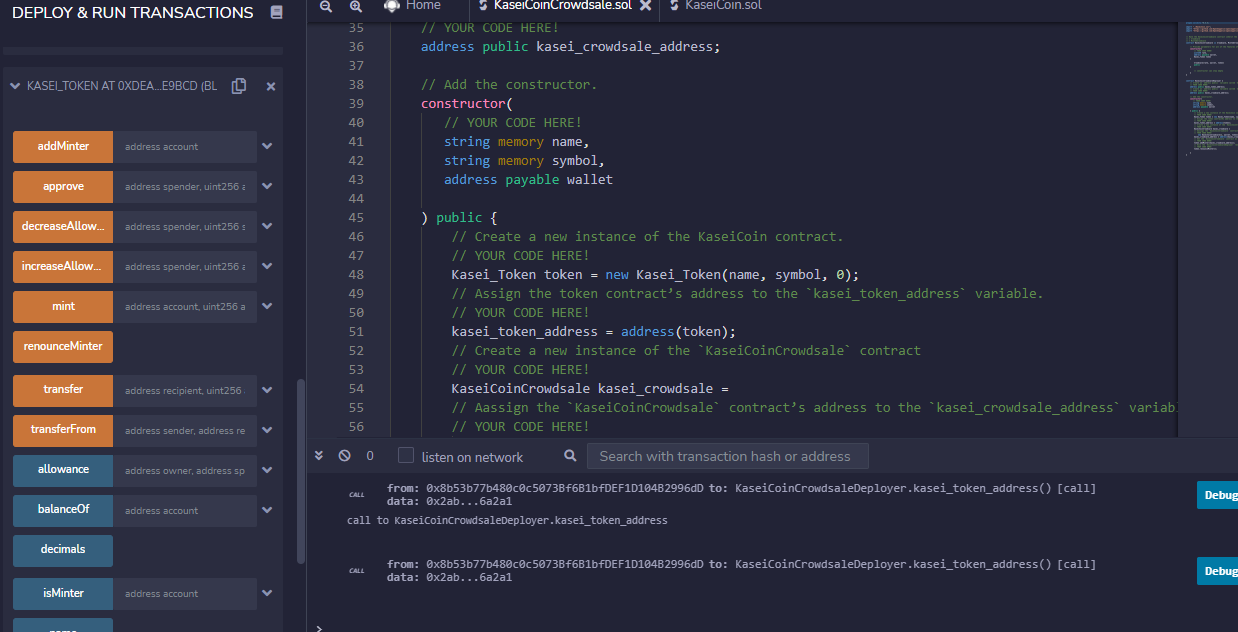 DEPLOY & RUN TRANSACTIONS
KASEI_TOKEN AT 0XDEA...E9BCD (BL
addMinter address account
approve address spender, uint256 a
decreaseAllow... address spender, uint256 s
increaseAllow... address spender, uint256 a
mint address account, uint256 a
renounceMinter
transfer address recipient, uint256
transferFrom address sender, address re
allowance address owner, address sp
balanceOf address account
decimals
isMinter address account
name
Home KaseiCoinCrowdsale.sol KaseiCoin.sol
35 // YOUR CODE HERE!
36 address public kasei_crowdsale_address;
37
38 // Add the constructor.
39 constructor(
40 // YOUR CODE HERE!
41 string memory name,
42 string memory symbol,
43 address payable wallet
44
45 ) public {
46 // Create a new instance of the KaseiCoin contract.
47 // YOUR CODE HERE!
48 Kasei_Token token = new Kasei_Token(name, symbol, 0);
49 // Assign the token contract’s address to the `kasei_token_address` variable.
50 // YOUR CODE HERE!
51 kasei_token_address = address(token);
52 // Create a new instance of the `KaseiCoinCrowdsale` contract
53 // YOUR CODE HERE!
54 KaseiCoinCrowdsale kasei_crowdsale =
55 // Aassign the `KaseiCoinCrowdsale` contract’s address to the `kasei_crowdsale_address` variab
56 // YOUR CODE HERE!
0 listen on network Search with transaction hash or address
CALL from: 0x8b53b77b480c0c5073Bf6B1bfDEF1D104B2996dD to: KaseiCoinCrowdsaleDeployer.kasei_token_address() [call] Debug
data: 0x2ab...6a2a1
call to KaseiCoinCrowdsaleDeployer.kasei_token_address
CALL from: 0x8b53b77b480c0c5073Bf6B1bfDEF1D104B2996dD to: KaseiCoinCrowdsaleDeployer.kasei_token_address() [call] Debug
data: 0x2ab...6a2a1
>